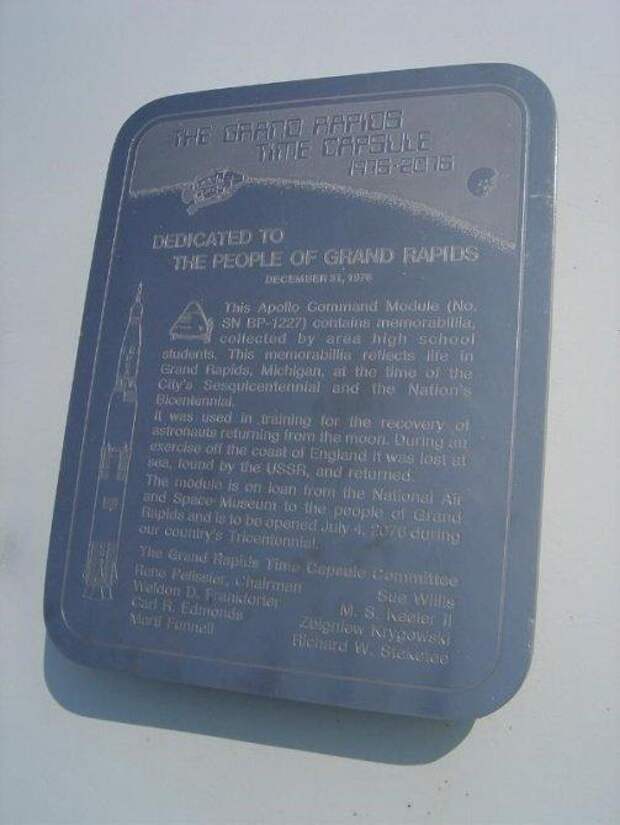 THE GRAND RAPIDS
TIME CAPSULE
1976-2076
DEDICATED TO
THE PEOPLE OF GRAND RAPIDS
DECEMBER 31, 1976
This Apollo Command Module (No.
SN BP-1227) contains memorabilia,
collected by area high school
students. This memorabilia reflects life in
Grand Rapids, Michigan, at the time of the
City's Sesquicentennial and the Nation's
Bicentennial.
It was used in training for the recovery of
astronauts returning from the moon. During an
exercise off the coast of England it was lost at
sea, found by the USSR, and returned.
The module is on loan from the National Air
and Space Museum to the people of Grand
Rapids and is to be opened July 4, 2076 during
our country's Tricentennial.
The Grand Rapids Time Capsule Committee
Rene Pelissier, Chairman
Sue Willis
Weldon D. Frankforter
M. S. Keeler II
Carl R. Edmonds
Zbigniew Krygowski
Marti Funnell
Richard W. Steketee